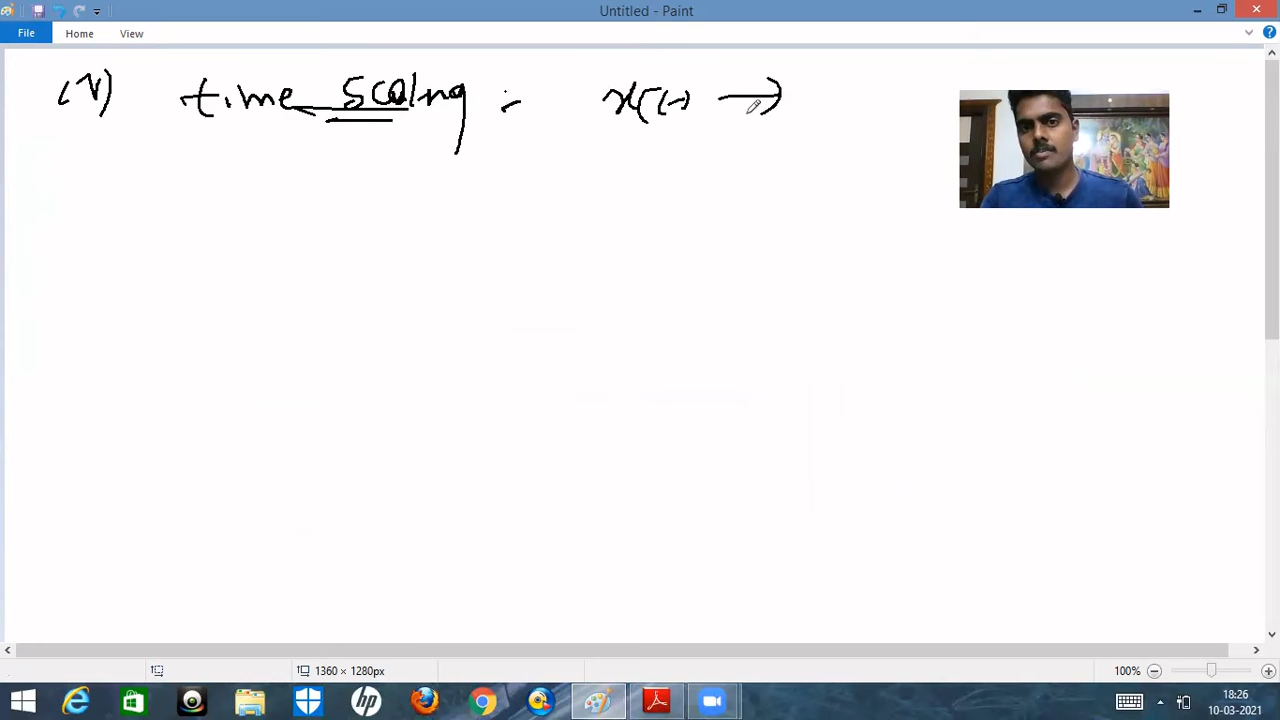 Untitled - Paint
File Home View
(V) time scaling : x(t) →
1360 × 1280px 100%
18:26
10-03-2021